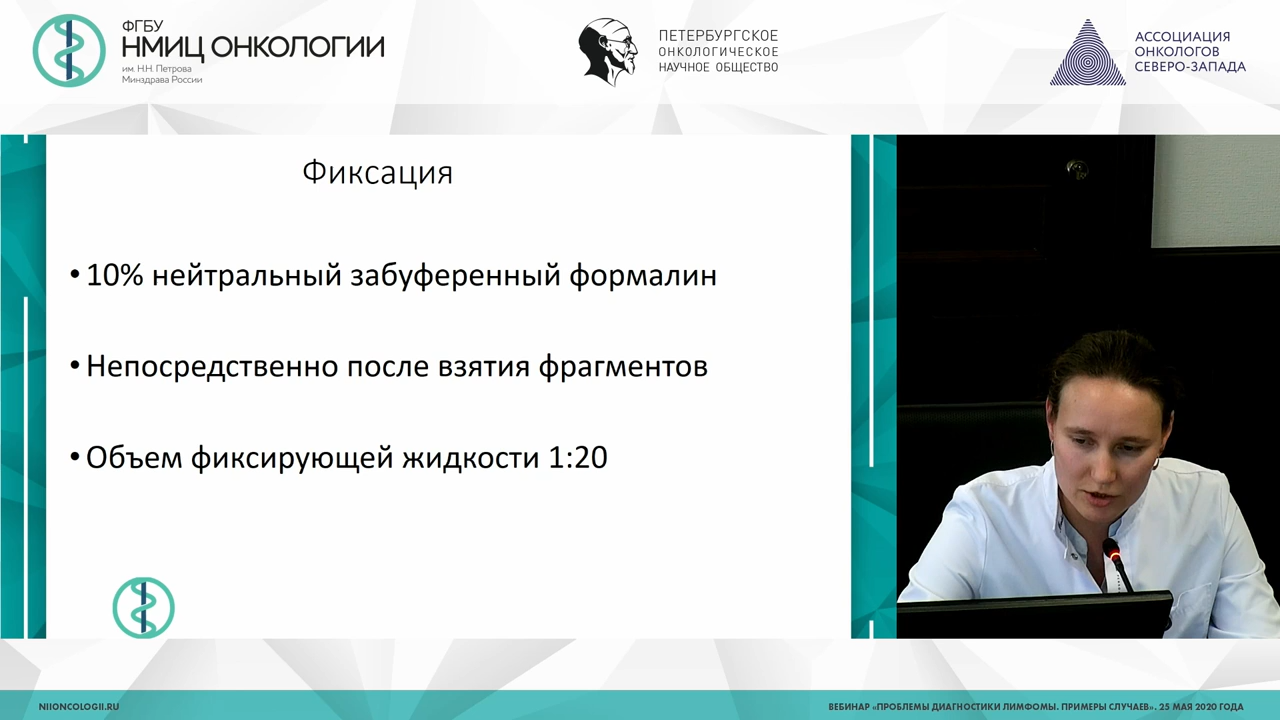 ФГБУ
НМИЦ ОНКОЛОГИИ
им. Н.Н. Петрова
Минздрава России
ПЕТЕРБУРГСКОЕ
ОНКОЛОГИЧЕСКОЕ
НАУЧНОЕ ОБЩЕСТВО
АССОЦИАЦИЯ
ОНКОЛОГОВ
СЕВЕРО-ЗАПАДА
Фиксация
• 10% нейтральный забуференный формалин
• Непосредственно после взятия фрагментов
• Объем фиксирующей жидкости 1:20
NIIONCOLOGII.RU
ВЕБИНАР «ПРОБЛЕМЫ ДИАГНОСТИКИ ЛИМФОМЫ. ПРИМЕРЫ СЛУЧАЕВ». 25 МАЯ 2020 ГОДА